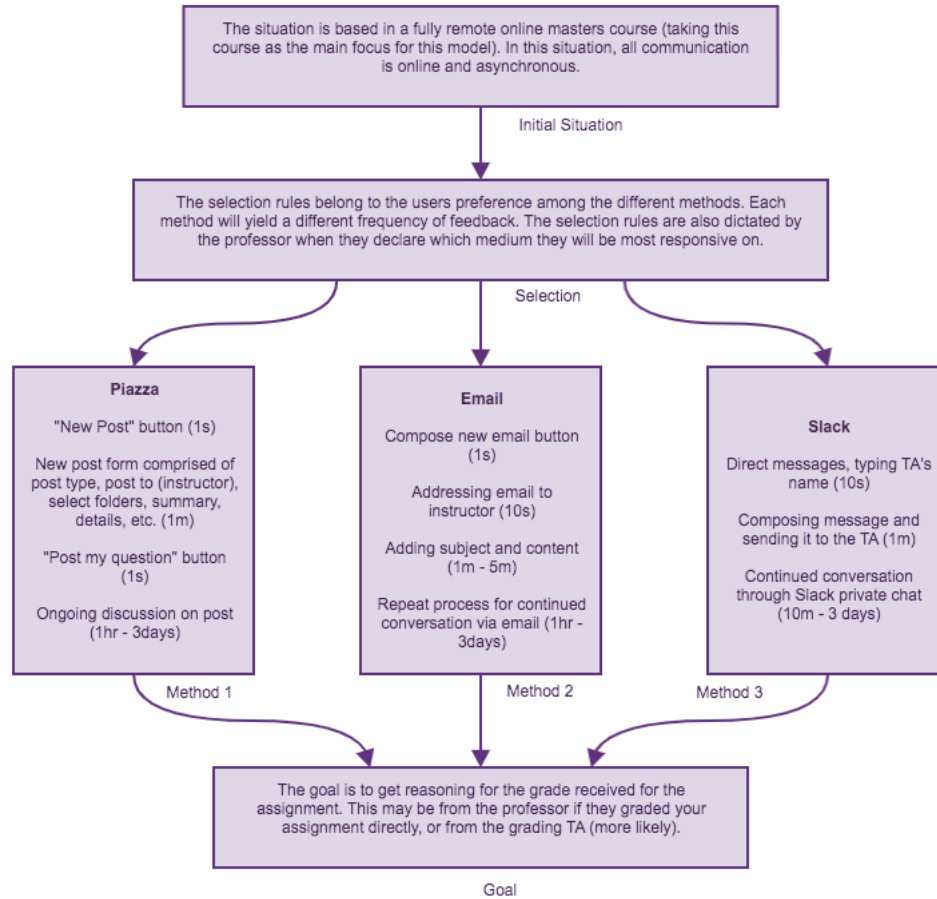 The situation is based in a fully remote online masters course (taking this
course as the main focus for this model). In this situation, all communication
is online and asynchronous.
Initial Situation
The selection rules belong to the users preference among the different methods. Each
method will yield a different frequency of feedback. The selection rules are also dictated by
the professor when they declare which medium they will be most responsive on.
Selection
Piazza
"New Post" button (1s)
New post form comprised of
post type, post to (instructor),
select folders, summary,
details, etc. (1m)
"Post my question" button
(1s)
Ongoing discussion on post
(1hr - 3days)
Method 1
Email
Compose new email button
(1s)
Addressing email to
instructor (10s)
Adding subject and content
(1m - 5m)
Repeat process for continued
conversation via email (1hr -
3days)
Method 2
Slack
Direct messages, typing TA's
name (10s)
Composing message and
sending it to the TA (1m)
Continued conversation
through Slack private chat
(10m - 3 days)
Method 3
The goal is to get reasoning for the grade received for the
assignment. This may be from the professor if they graded your
assignment directly, or from the grading TA (more likely).
Goal